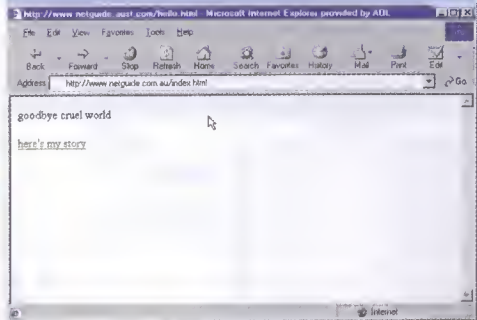 http://www netguide aust com/hello.html - Microsoft Internet Explorer provided by AOL
File Edit View Favorites Tools Help
Back Forward Stop Refresh Home Search Favorites History Mail Print Edit
Address http://www netguide com au/index html Go
goodbye cruel world
here's my story
Internet